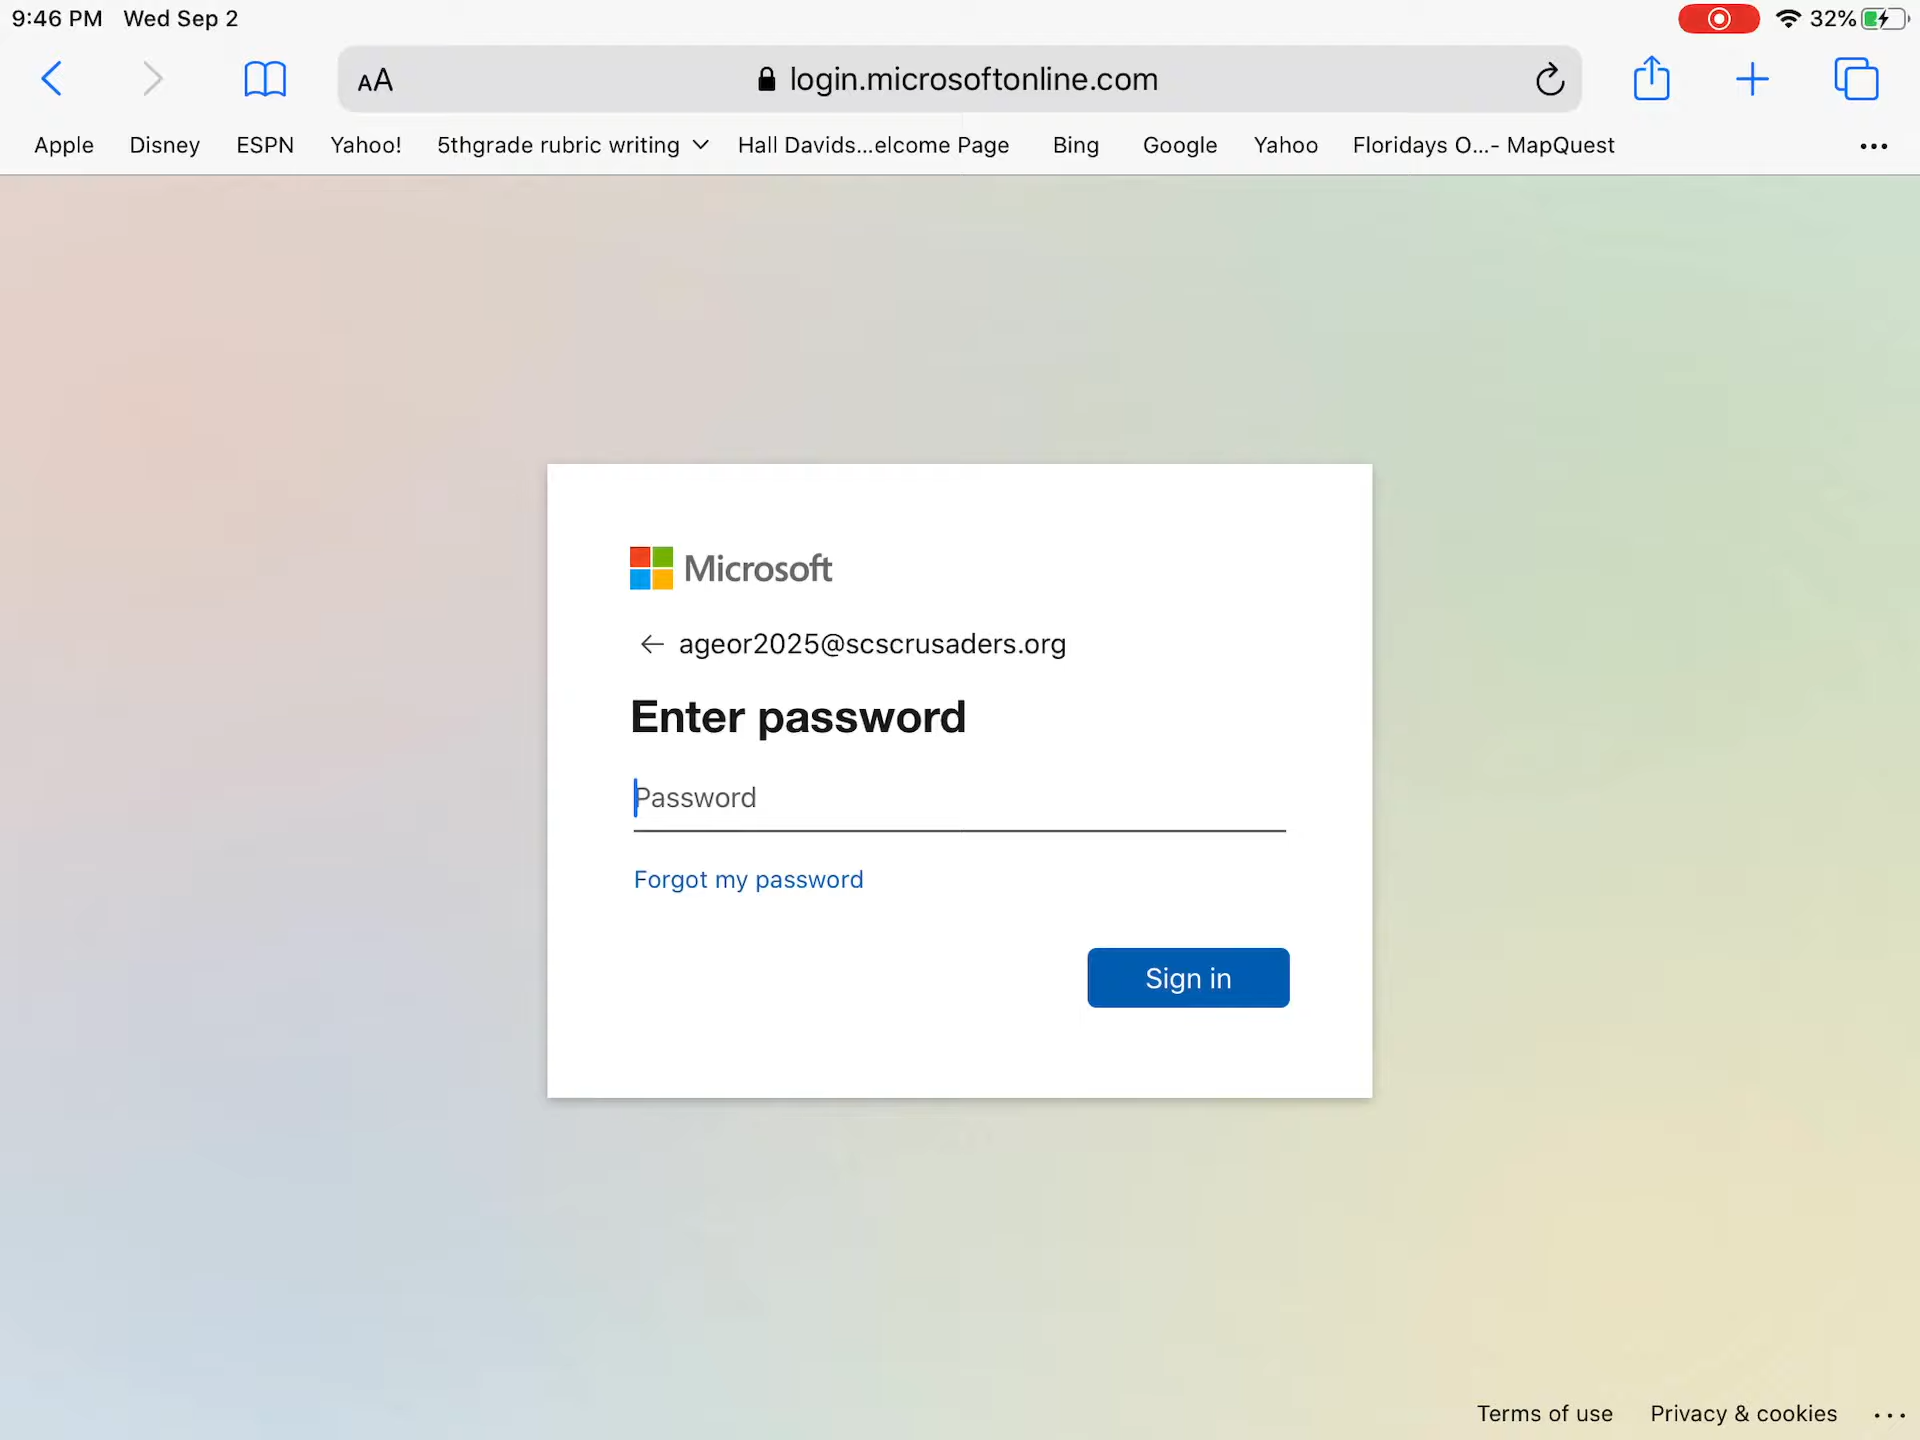 9:46 PM Wed Sep 2 32%
AA login.microsoftonline.com
Apple Disney ESPN Yahoo! 5thgrade rubric writing Hall Davids...elcome Page Bing Google Yahoo Floridays O...- MapQuest
Microsoft
ageor2025@scscrusaders.org
Enter password
Password
Forgot my password
Sign in
Terms of use Privacy & cookies